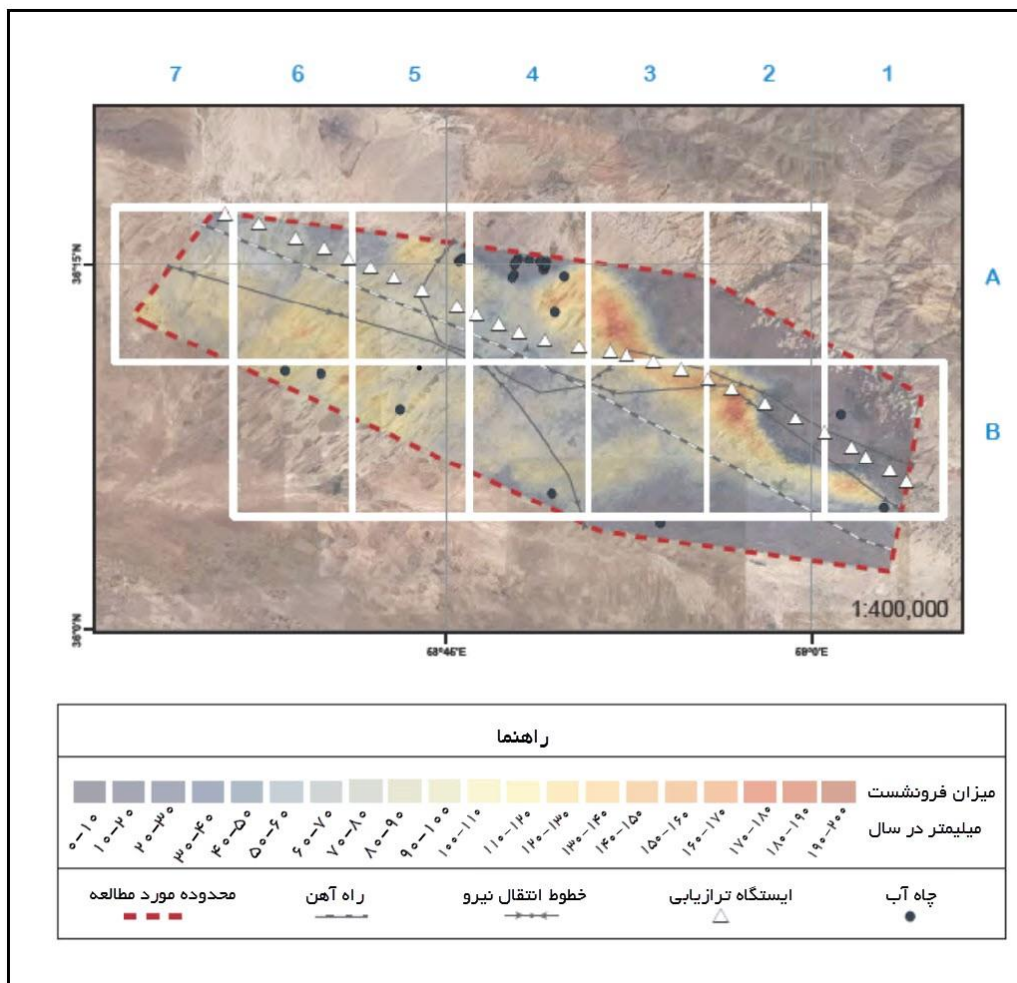 7 6 5 4 3 2 1
A
36°15'N
B
1:400,000
36°0'N
58°45'E 59°0'E
راهنما
میزان فرونشست
میلیمتر در سال
۰-۱۰ ۱۰-۲۰ ۲۰-۳۰ ۳۰-۴۰ ۴۰-۵۰ ۵۰-۶۰ ۶۰-۷۰ ۷۰-۸۰ ۸۰-۹۰ ۹۰-۱۰۰ ۱۰۰-۱۱۰ ۱۱۰-۱۲۰ ۱۲۰-۱۳۰ ۱۳۰-۱۴۰ ۱۴۰-۱۵۰ ۱۵۰-۱۶۰ ۱۶۰-۱۷۰ ۱۷۰-۱۸۰ ۱۸۰-۱۹۰ ۱۹۰-۲۰۰
چاه آب
ایستگاه ترازیابی
خطوط انتقال نیرو
راه آهن
محدوده مورد مطالعه